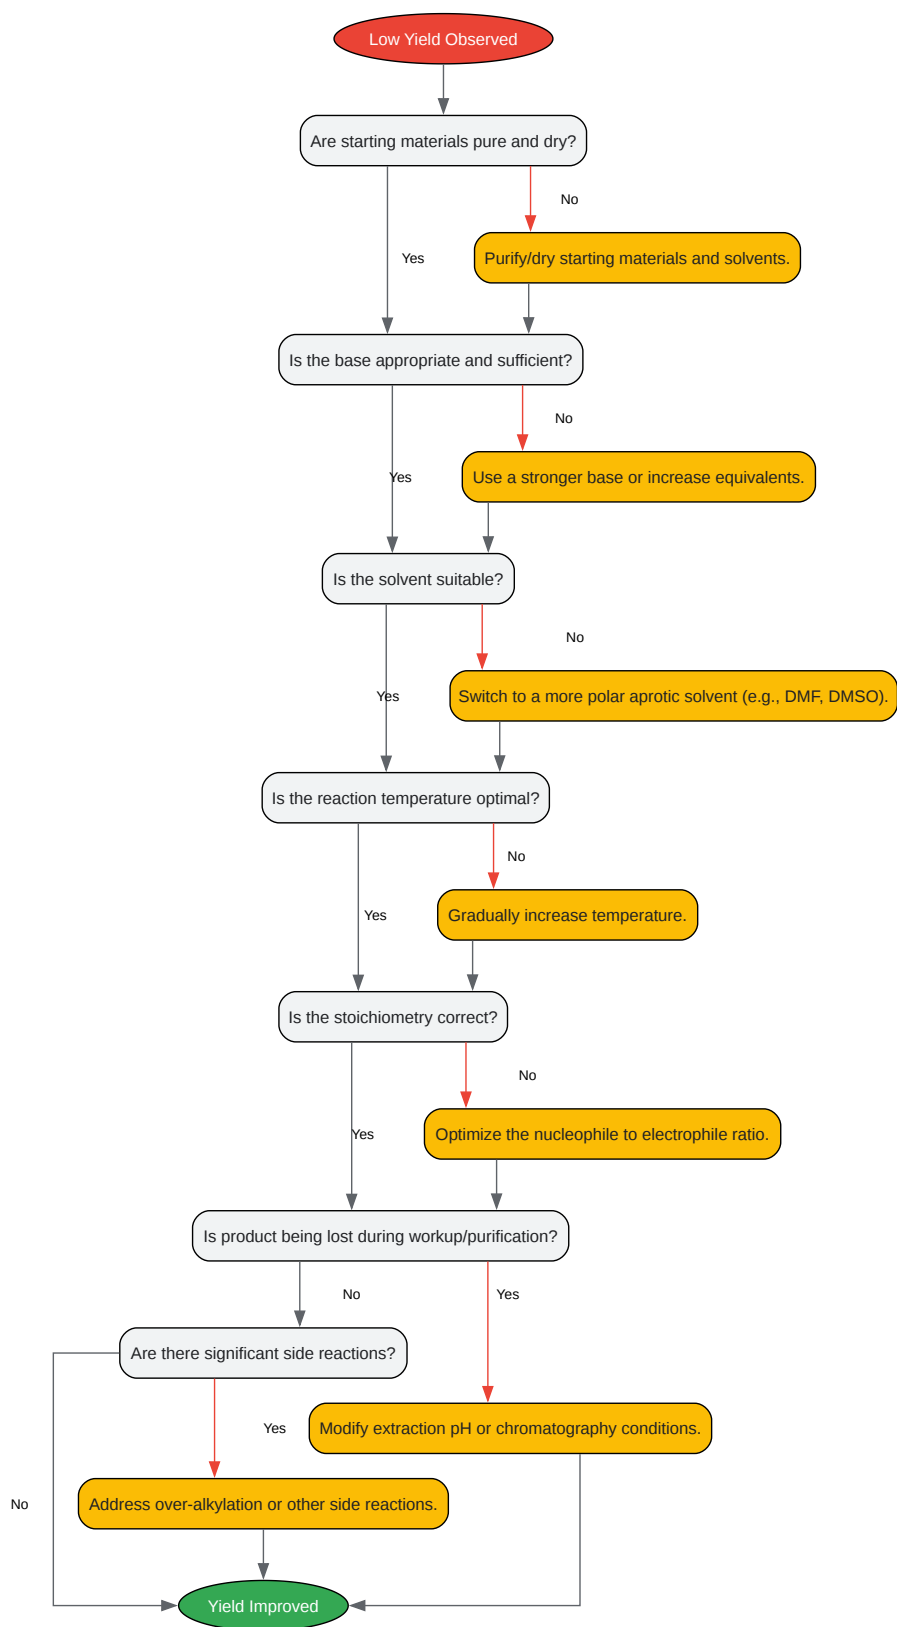 Low Yield Observed
Are starting materials pure and dry?
No
Yes
Purify/dry starting materials and solvents.
Is the base appropriate and sufficient?
No
Yes
Use a stronger base or increase equivalents.
Is the solvent suitable?
No
Yes
Switch to a more polar aprotic solvent (e.g., DMF, DMSO).
Is the reaction temperature optimal?
No
Yes
Gradually increase temperature.
Is the stoichiometry correct?
No
Yes
Optimize the nucleophile to electrophile ratio.
Is product being lost during workup/purification?
No
Yes
Are there significant side reactions?
Yes
Modify extraction pH or chromatography conditions.
No
Address over-alkylation or other side reactions.
Yield Improved